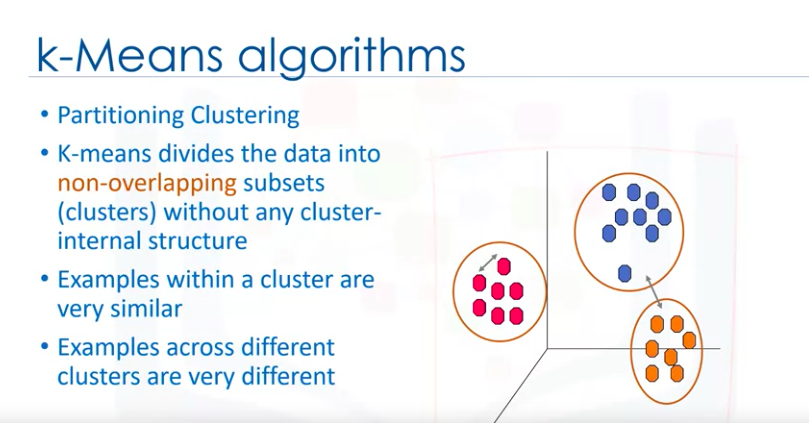 k-Means algorithms
• Partitioning Clustering
• K-means divides the data into
non-overlapping subsets
(clusters) without any cluster-
internal structure
• Examples within a cluster are
very similar
• Examples across different
clusters are very different